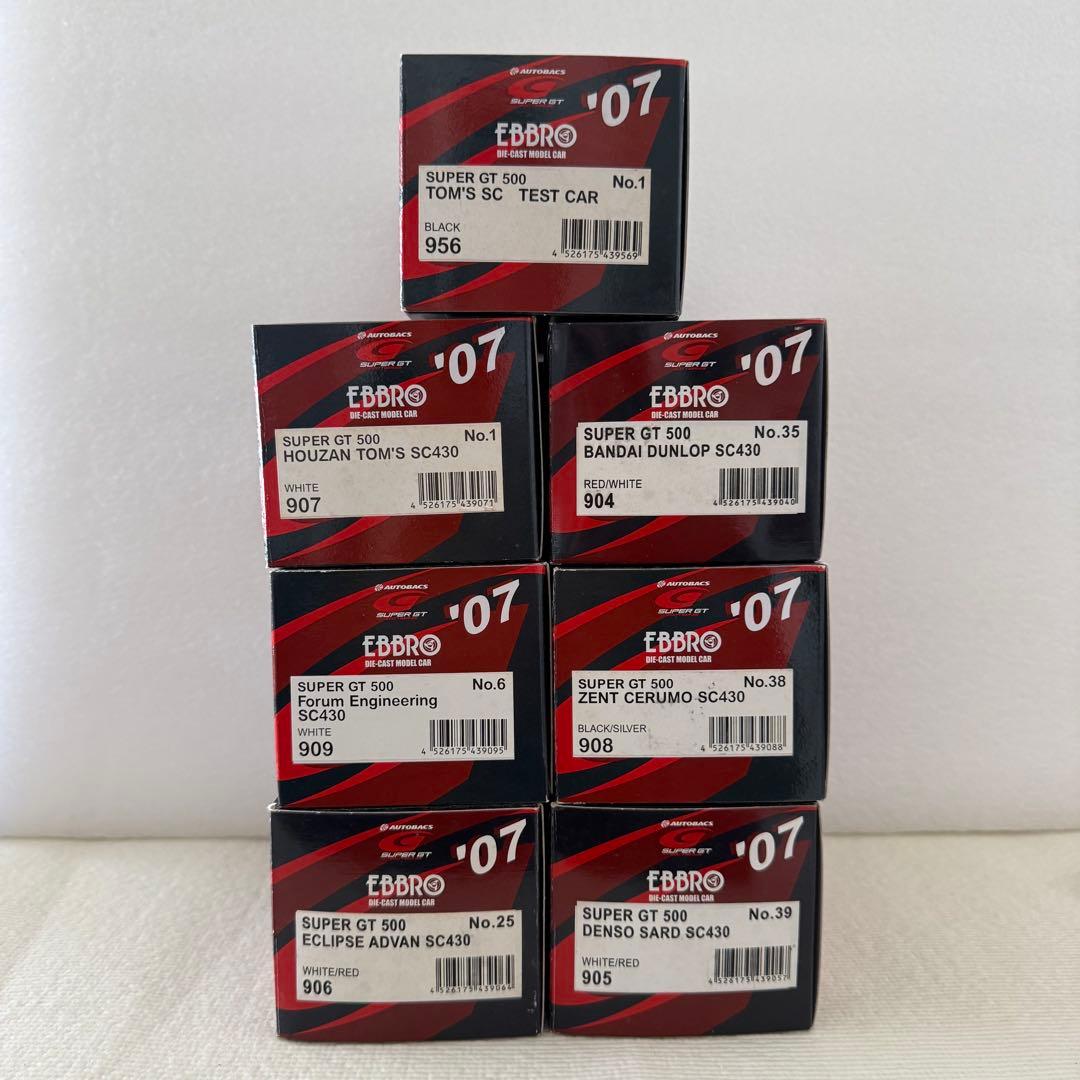 AUTOBACS
SUPER GT
'07
EBBRO
DIE-CAST MODEL CAR
SUPER GT 500 No.1
TOM'S SC TEST CAR
BLACK
956
4 526175 439569
AUTOBACS
SUPER GT
'07
EBBRO
DIE-CAST MODEL CAR
SUPER GT 500 No.1
HOUZAN TOM'S SC430
WHITE
907
4 526175 439071
AUTOBACS
SUPER GT
'07
EBBRO
DIE-CAST MODEL CAR
SUPER GT 500 No.35
BANDAI DUNLOP SC430
RED/WHITE
904
4 526175 439040
AUTOBACS
SUPER GT
'07
EBBRO
DIE-CAST MODEL CAR
SUPER GT 500 No.6
Forum Engineering
SC430
WHITE
909
4 526175 439095
AUTOBACS
SUPER GT
'07
EBBRO
DIE-CAST MODEL CAR
SUPER GT 500 No.38
ZENT CERUMO SC430
BLACK/SILVER
908
4 526175 439088
AUTOBACS
SUPER GT
'07
EBBRO
DIE-CAST MODEL CAR
SUPER GT 500 No.25
ECLIPSE ADVAN SC430
WHITE/RED
906
4 526175 439064
AUTOBACS
SUPER GT
'07
EBBRO
DIE-CAST MODEL CAR
SUPER GT 500 No.39
DENSO SARD SC430
WHITE/RED
905
4 526175 439057